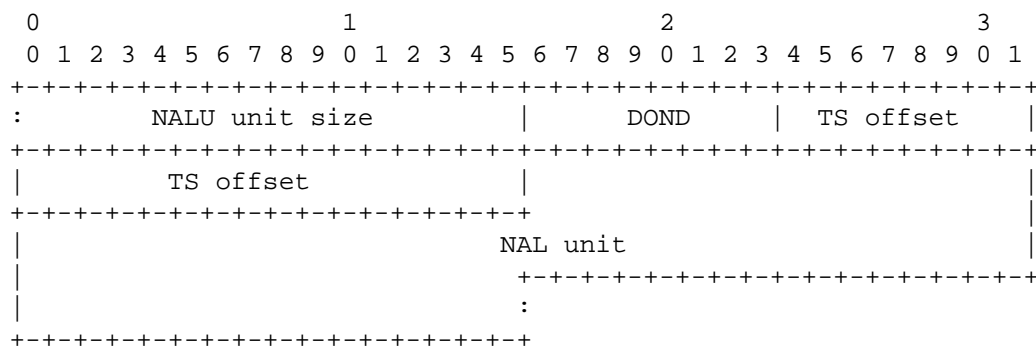 0                   1                   2                   3
 0 1 2 3 4 5 6 7 8 9 0 1 2 3 4 5 6 7 8 9 0 1 2 3 4 5 6 7 8 9 0 1
+-+-+-+-+-+-+-+-+-+-+-+-+-+-+-+-+-+-+-+-+-+-+-+-+-+-+-+-+-+-+-+-+
:        NALU unit size         |      DOND     |  TS offset    |
+-+-+-+-+-+-+-+-+-+-+-+-+-+-+-+-+-+-+-+-+-+-+-+-+-+-+-+-+-+-+-+-+
|         TS offset             |                               |
+-+-+-+-+-+-+-+-+-+-+-+-+-+-+-+-+                               |
|                              NAL unit                         |
|                               +-+-+-+-+-+-+-+-+-+-+-+-+-+-+-+-+
|                               :
+-+-+-+-+-+-+-+-+-+-+-+-+-+-+-+-+